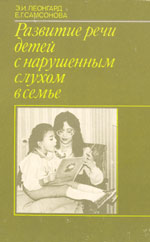 Э.И. ЛЕОНГАРД
Е.Г. САМСОНОВА
Развитие речи
детей
с нарушенным
слухом
в семье